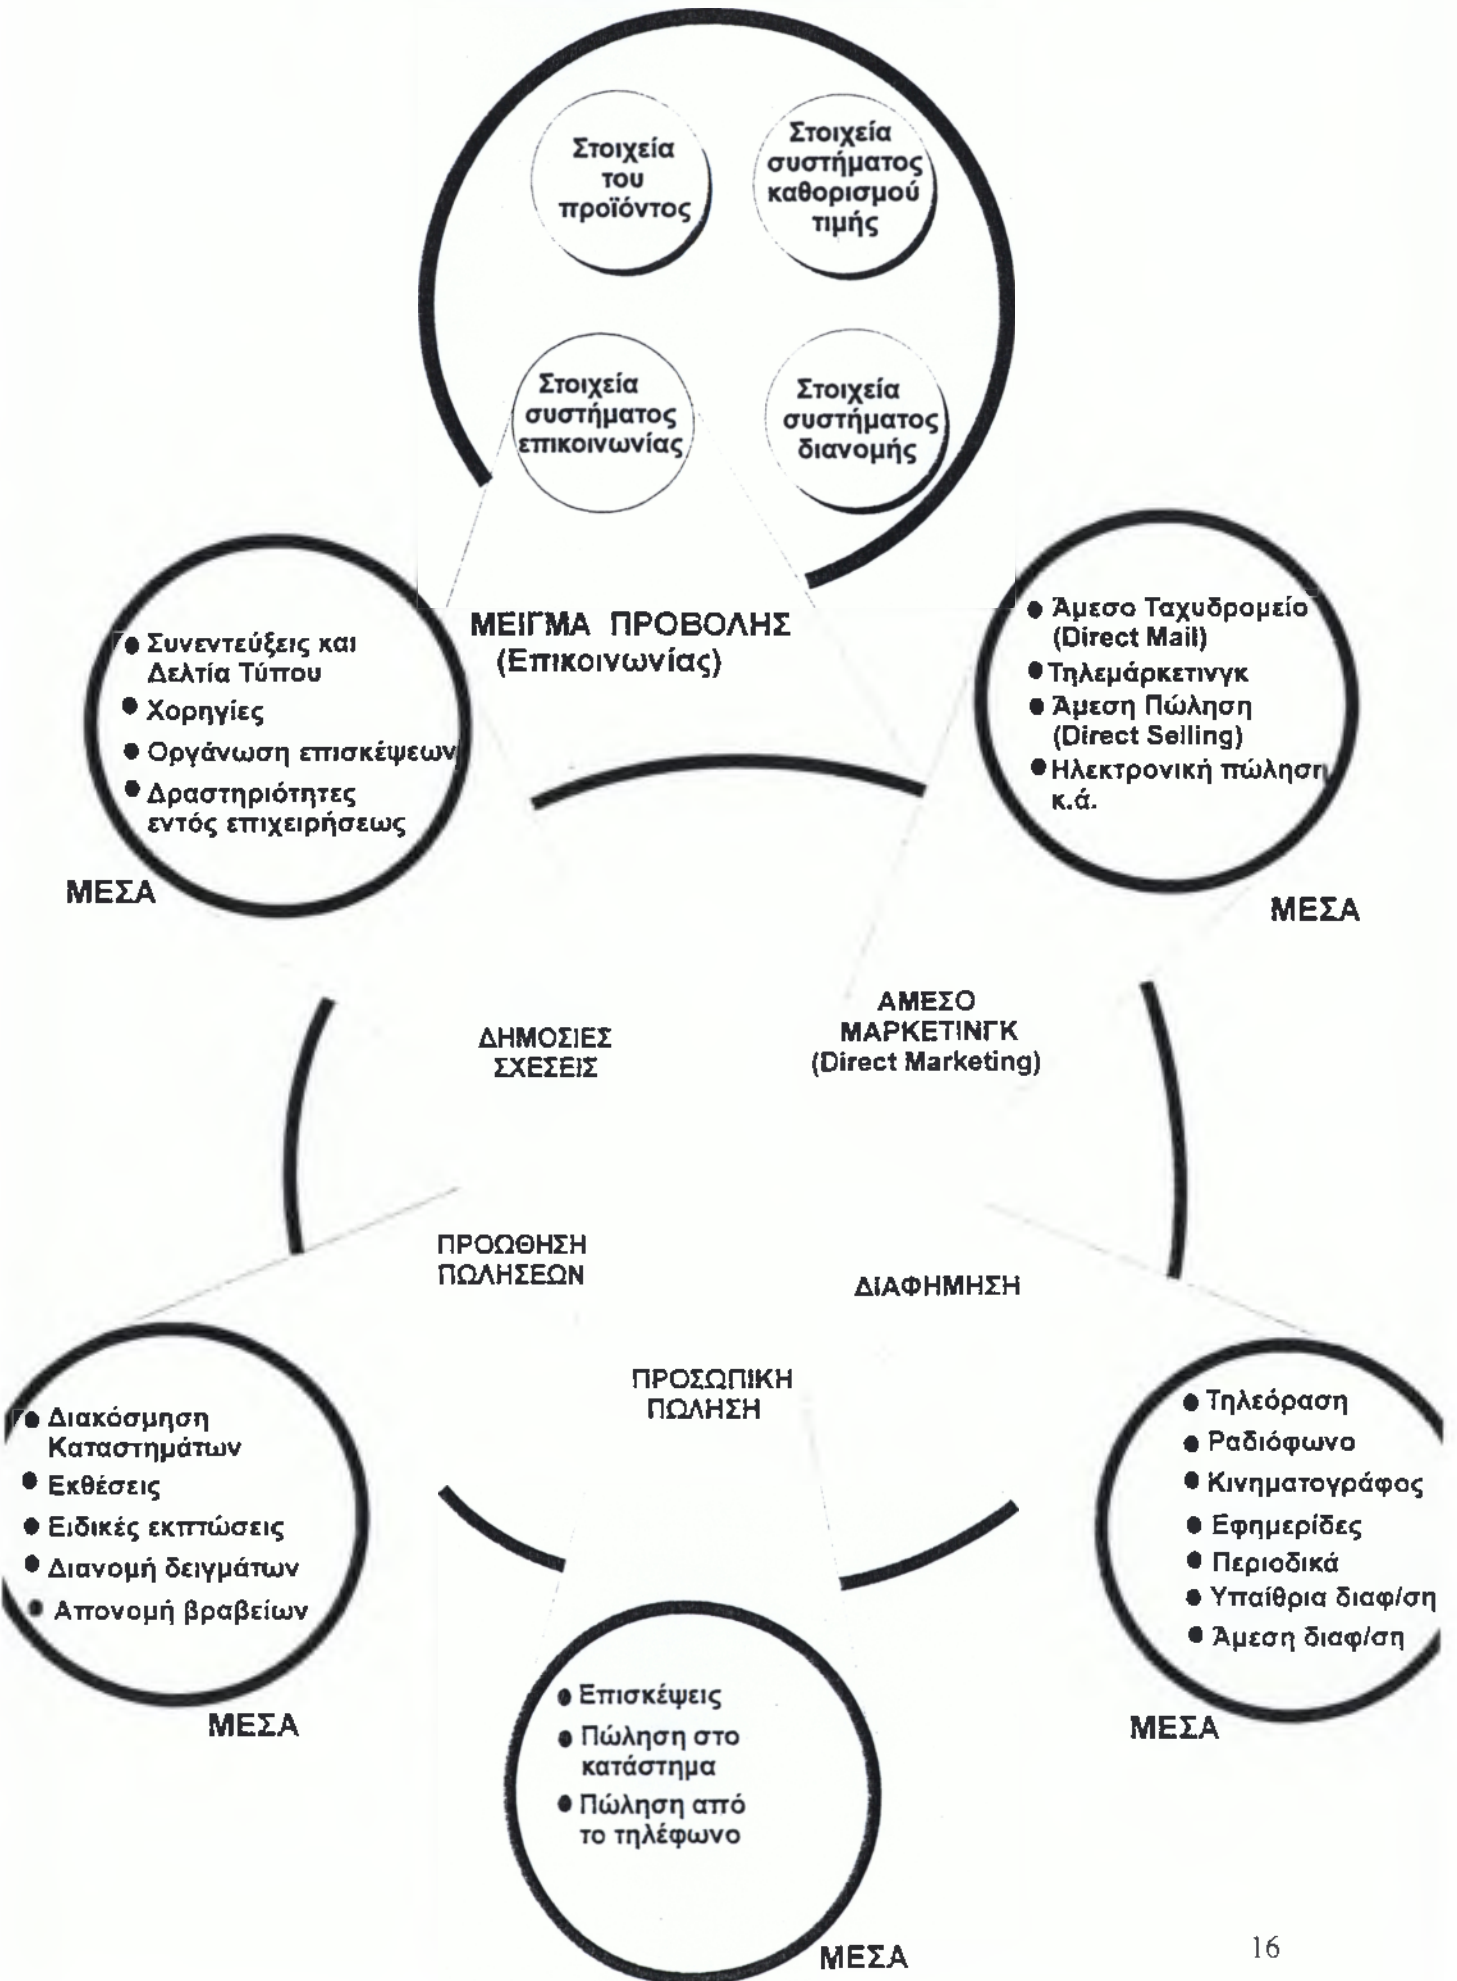 Στοιχεία
του
προϊόντος
Στοιχεία
συστήματος
καθορισμού
τιμής
Στοιχεία
συστήματος
επικοινωνίας
Στοιχεία
συστήματος
διανομής
ΜΕΙΓΜΑ ΠΡΟΒΟΛΗΣ
(Επικοινωνίας)
● Συνεντεύξεις και
Δελτία Τύπου
● Χορηγίες
● Οργάνωση επισκέψεων
● Δραστηριότητες
εντός επιχειρήσεως
ΜΕΣΑ
● Άμεσο Ταχυδρομείο
(Direct Mail)
● Τηλεμάρκετινγκ
● Άμεση Πώληση
(Direct Selling)
● Ηλεκτρονική πώληση
κ.ά.
ΜΕΣΑ
ΔΗΜΟΣΙΕΣ
ΣΧΕΣΕΙΣ
ΑΜΕΣΟ
ΜΑΡΚΕΤΙΝΓΚ
(Direct Marketing)
ΠΡΟΩΘΗΣΗ
ΠΩΛΗΣΕΩΝ
ΔΙΑΦΗΜΗΣΗ
ΠΡΟΣΩΠΙΚΗ
ΠΩΛΗΣΗ
● Διακόσμηση
Καταστημάτων
● Εκθέσεις
● Ειδικές εκπτώσεις
● Διανομή δειγμάτων
● Απονομή βραβείων
ΜΕΣΑ
● Τηλεόραση
● Ραδιόφωνο
● Κινηματογράφος
● Εφημερίδες
● Περιοδικά
● Υπαίθρια διαφ/ση
● Άμεση διαφ/ση
ΜΕΣΑ
● Επισκέψεις
● Πώληση στο
κατάστημα
● Πώληση από
το τηλέφωνο
ΜΕΣΑ
16